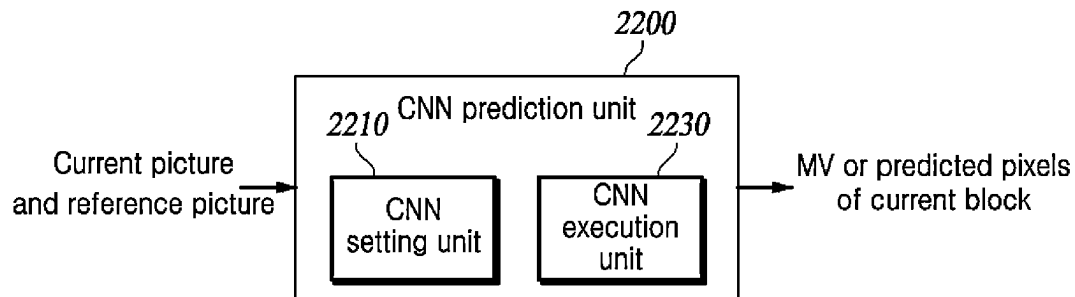 2200
CNN prediction unit
2210
2230
Current picture
and reference picture
CNN
setting unit
CNN
execution unit
MV or predicted pixels
of current block